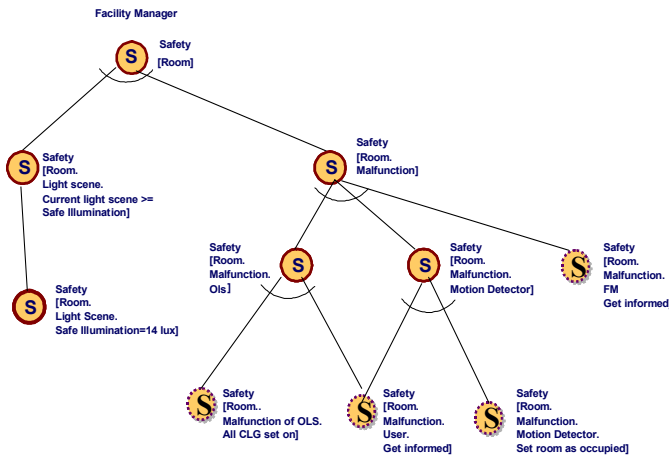 Facility Manager
S
Safety
[Room]
S
Safety
[Room.
Light scene.
Current light scene >=
Safe Illumination]
S
Safety
[Room.
Malfunction]
S
Safety
[Room.
Malfunction.
Ols]
S
Safety
[Room.
Malfunction.
Motion Detector]
S
Safety
[Room.
Malfunction.
FM
Get informed]
S
Safety
[Room.
Light Scene.
Safe Illumination=14 lux]
S
Safety
[Room..
Malfunction of OLS.
All CLG set on]
S
Safety
[Room.
Malfunction.
User.
Get informed]
S
Safety
[Room.
Malfunction.
Motion Detector.
Set room as occupied]